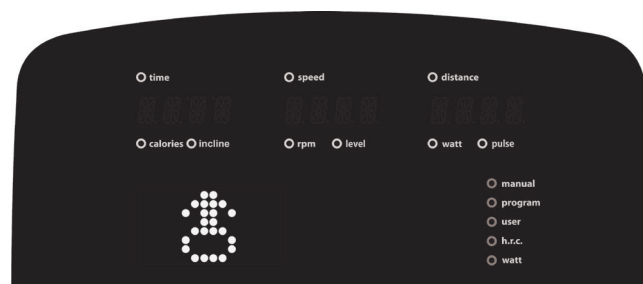 time speed distance
calories incline rpm level watt pulse
manual
program
user
h.r.c.
watt